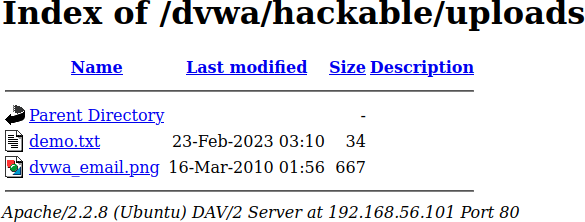 Index of /dvwa/hackable/uploads
Name Last modified Size Description
Parent Directory -
demo.txt 23-Feb-2023 03:10 34
dvwa_email.png 16-Mar-2010 01:56 667
Apache/2.2.8 (Ubuntu) DAV/2 Server at 192.168.56.101 Port 80